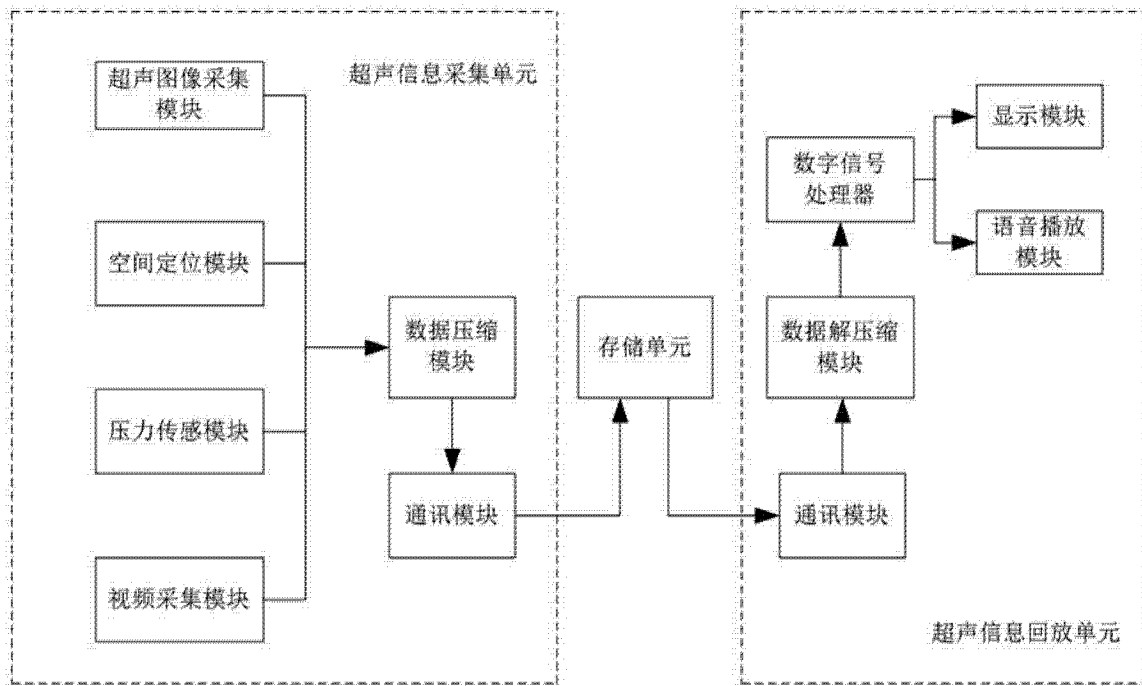 超声信息采集单元
超声图像采集
模块
空间定位模块
压力传感模块
视频采集模块
数据压缩
模块
通讯模块
存储单元
显示模块
数字信号
处理器
语音播放
模块
数据解压缩
模块
通讯模块
超声信息回放单元